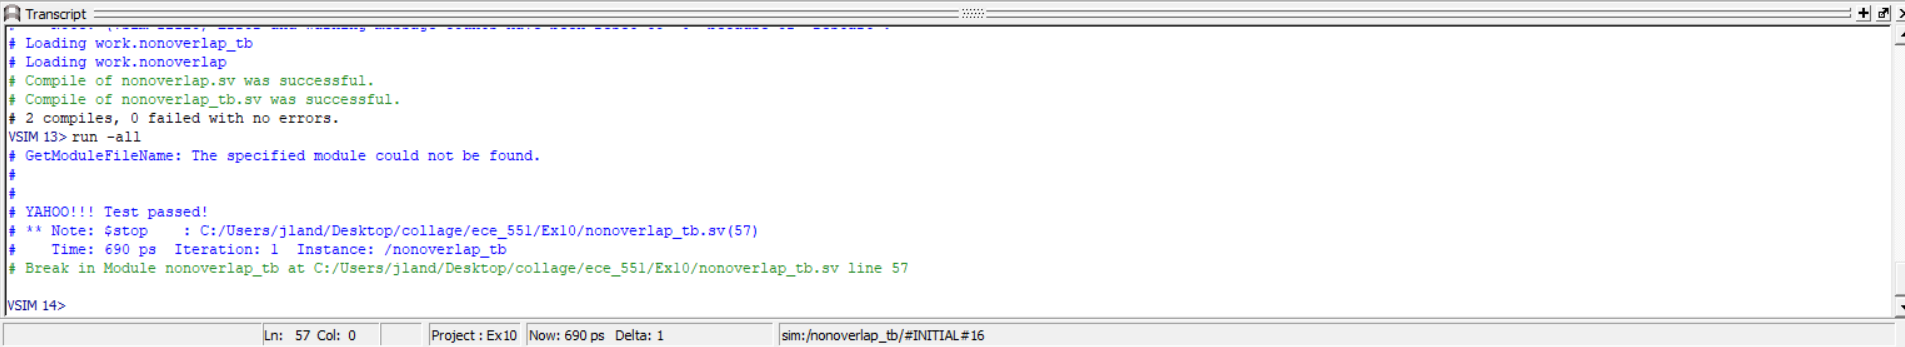 Transcript
# Loading work.nonoverlap_tb
# Loading work.nonoverlap
# Compile of nonoverlap.sv was successful.
# Compile of nonoverlap_tb.sv was successful.
# 2 compiles, 0 failed with no errors.
VSIM 13> run -all
# GetModuleFileName: The specified module could not be found.
#
#
# YAHOO!!! Test passed!
# ** Note: $stop    : C:/Users/jland/Desktop/collage/ece_551/Ex10/nonoverlap_tb.sv(57)
#    Time: 690 ps  Iteration: 1  Instance: /nonoverlap_tb
# Break in Module nonoverlap_tb at C:/Users/jland/Desktop/collage/ece_551/Ex10/nonoverlap_tb.sv line 57
VSIM 14>
Ln: 57 Col: 0 Project : Ex10 Now: 690 ps Delta: 1 sim:/nonoverlap_tb/#INITIAL#16